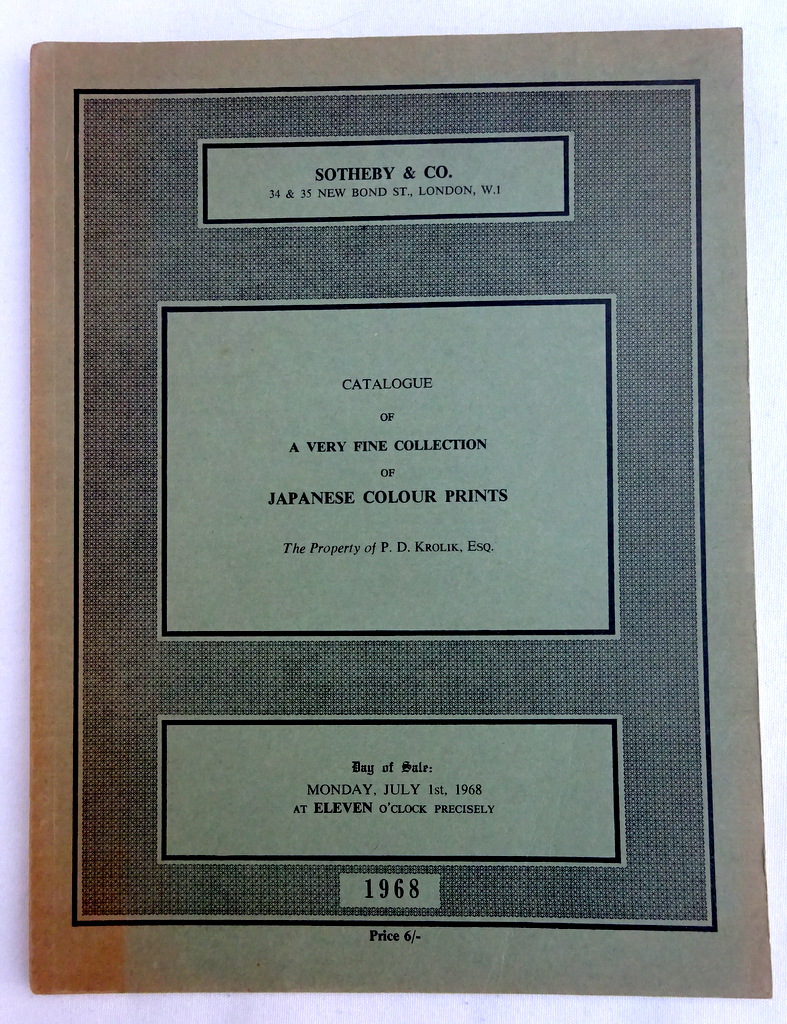 SOTHEBY & CO.
34 & 35 NEW BOND ST., LONDON, W.1
CATALOGUE
OF
A VERY FINE COLLECTION
OF
JAPANESE COLOUR PRINTS
The Property of P. D. KROLIK, ESQ.
Day of Sale:
MONDAY, JULY 1st, 1968
AT ELEVEN O'CLOCK PRECISELY
1968
Price 6/-